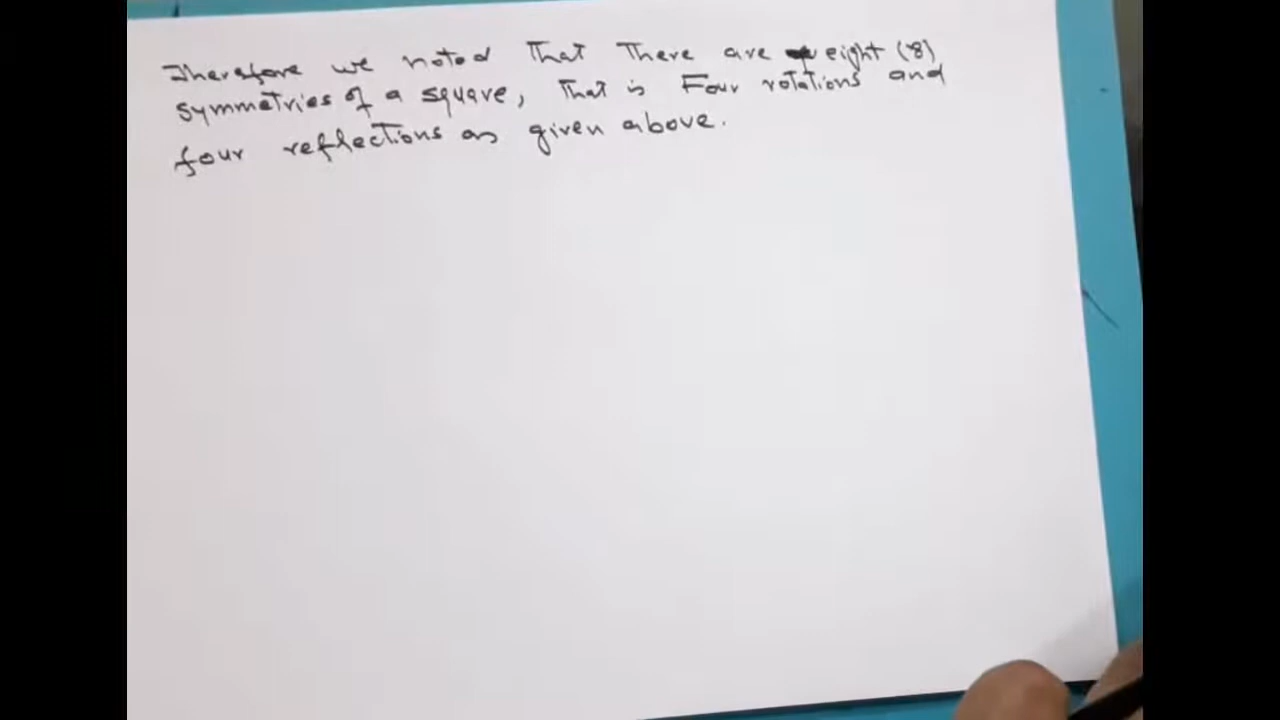 Therefore we noted that there are eight (8)
symmetries of a square, that is Four rotations and
four reflections as given above.